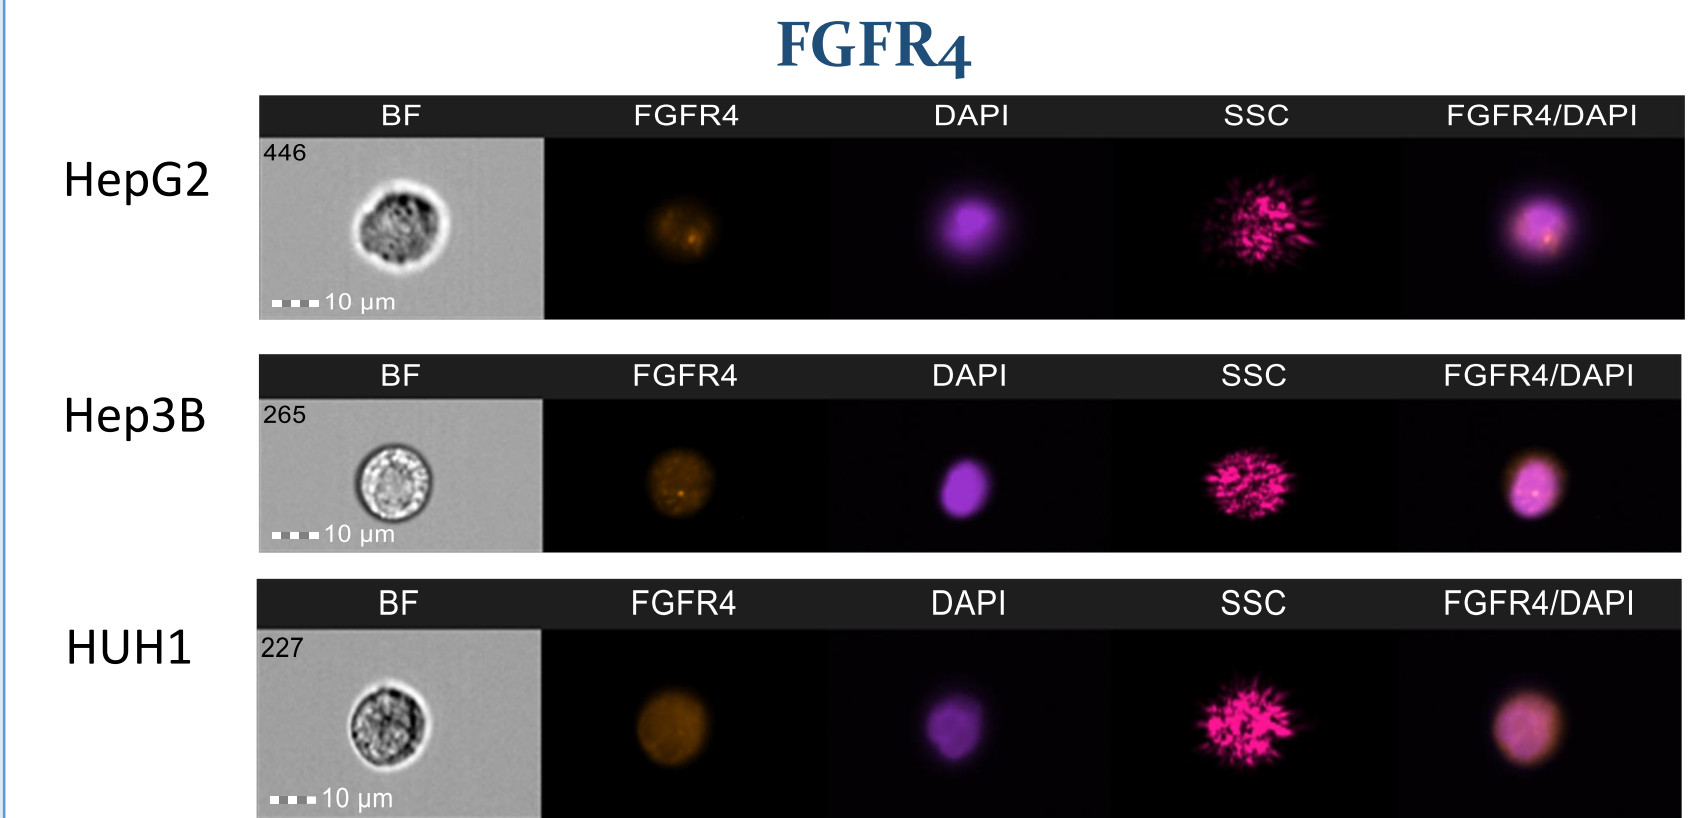 FGFR4
BF FGFR4 DAPI SSC FGFR4/DAPI
HepG2
446
10 µm
BF FGFR4 DAPI SSC FGFR4/DAPI
Hep3B
265
10 µm
BF FGFR4 DAPI SSC FGFR4/DAPI
HUH1
227
10 µm